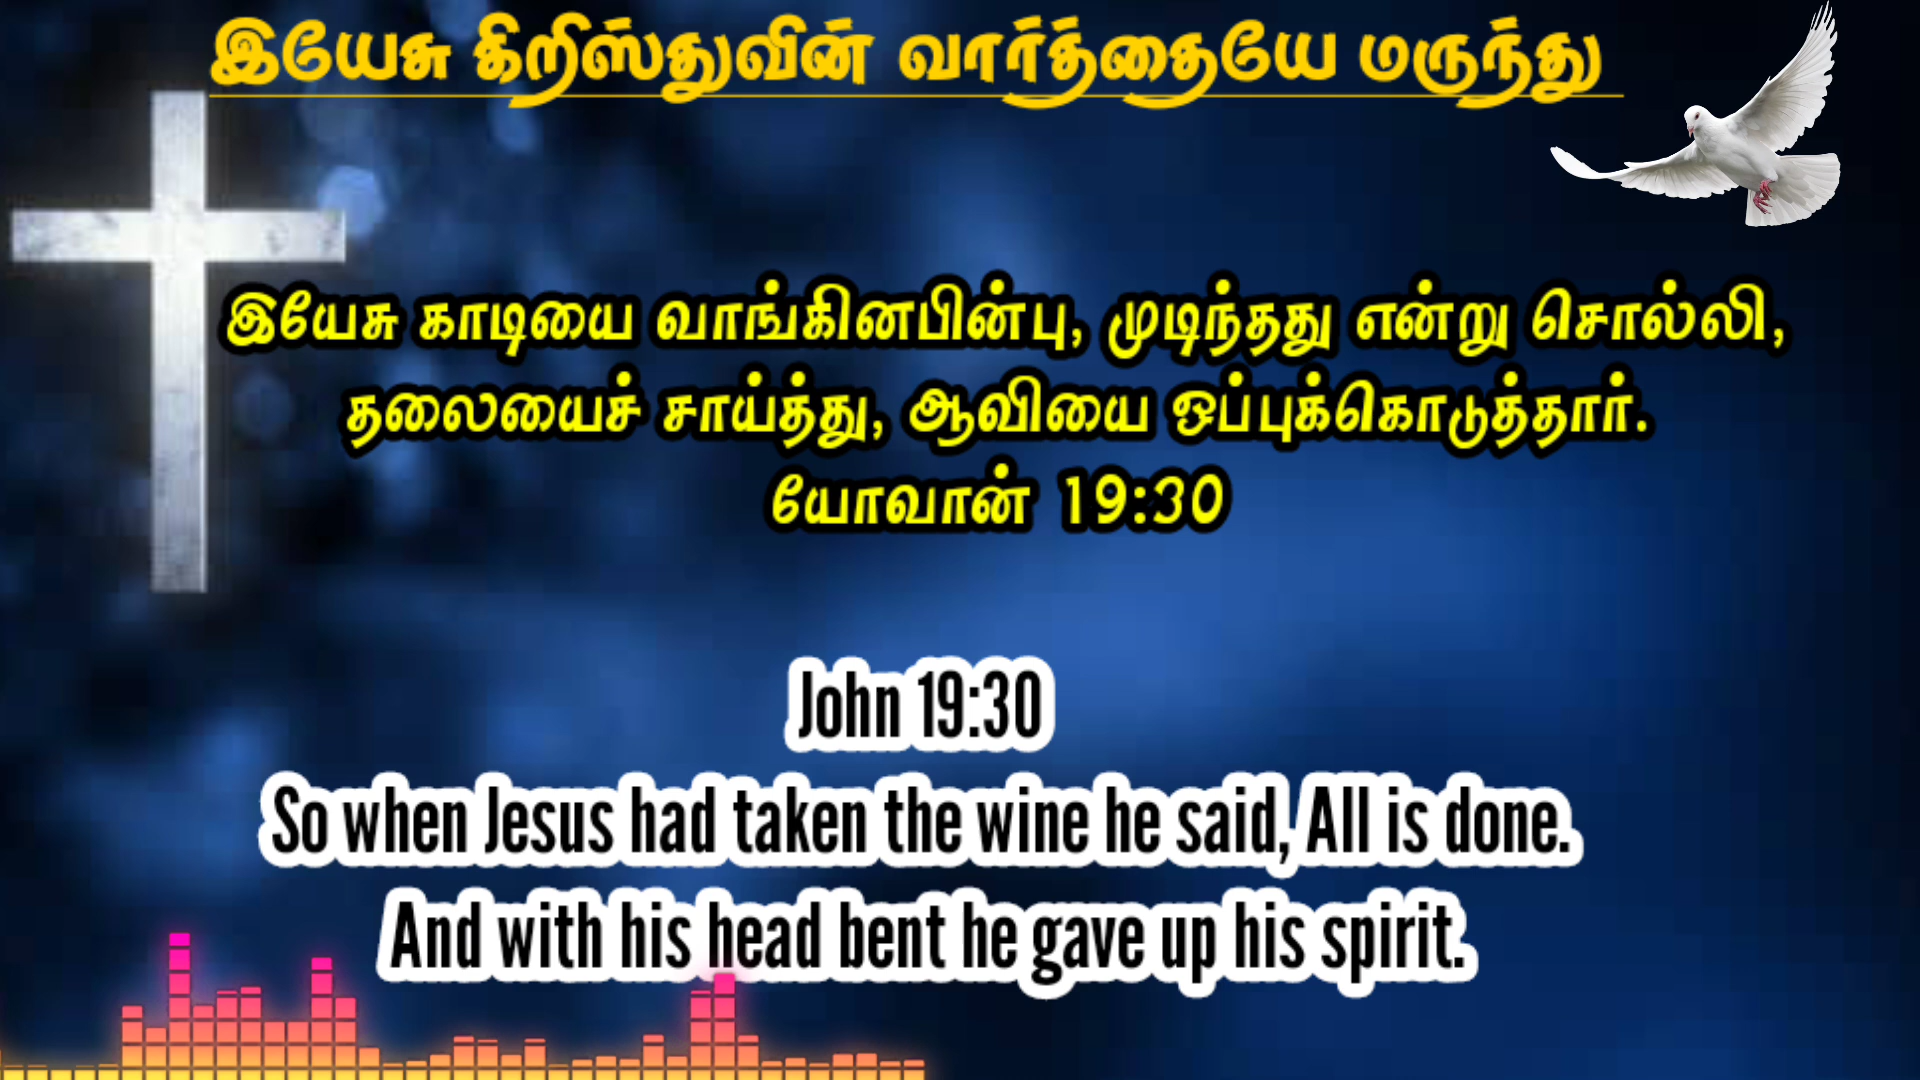 இயேசு கிறிஸ்துவின் வார்த்தையே மருந்து
இயேசு காடியை வாங்கினபின்பு, முடிந்தது என்று சொல்லி,
தலையைச் சாய்த்து, ஆவியை ஒப்புக்கொடுத்தார்.
யோவான் 19:30
John 19:30
So when Jesus had taken the wine he said, All is done.
And with his head bent he gave up his spirit.